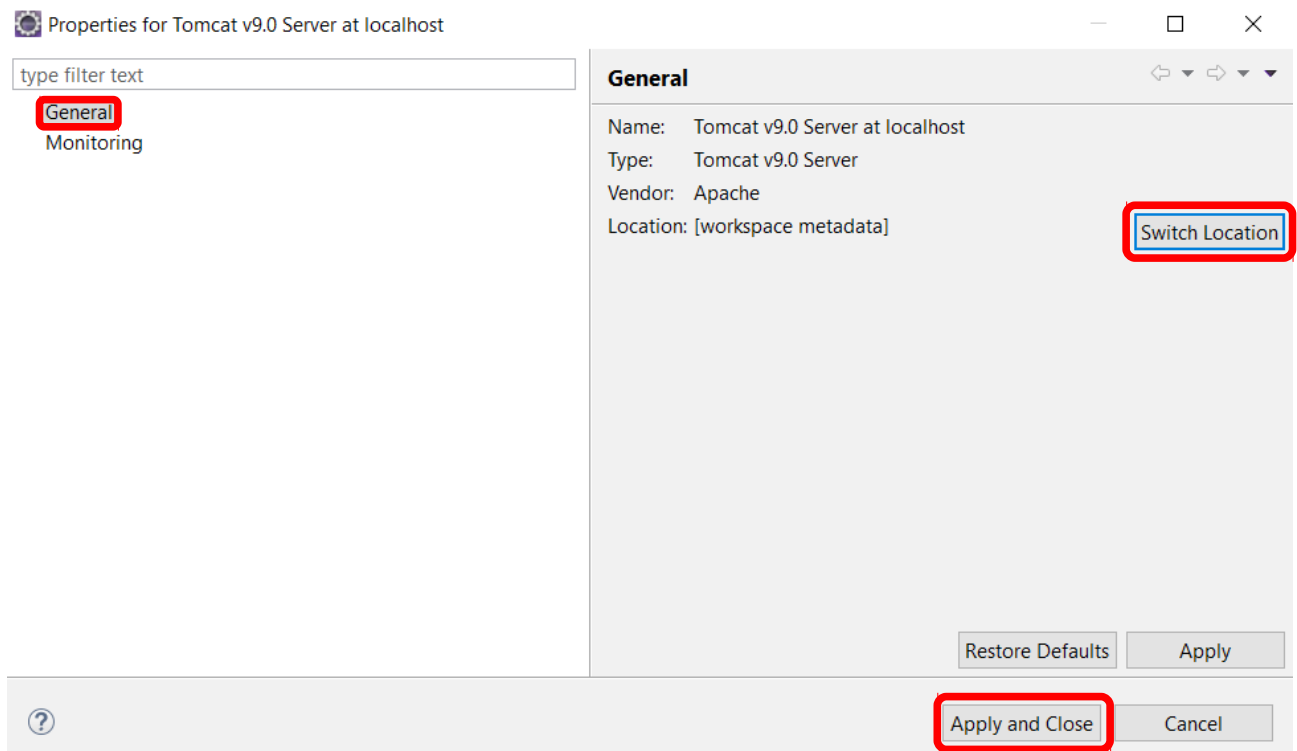 Properties for Tomcat v9.0 Server at localhost
type filter text
General
Monitoring
General
Name: Tomcat v9.0 Server at localhost
Type: Tomcat v9.0 Server
Vendor: Apache
Location: [workspace metadata]
Switch Location
Restore Defaults
Apply
?
Apply and Close
Cancel